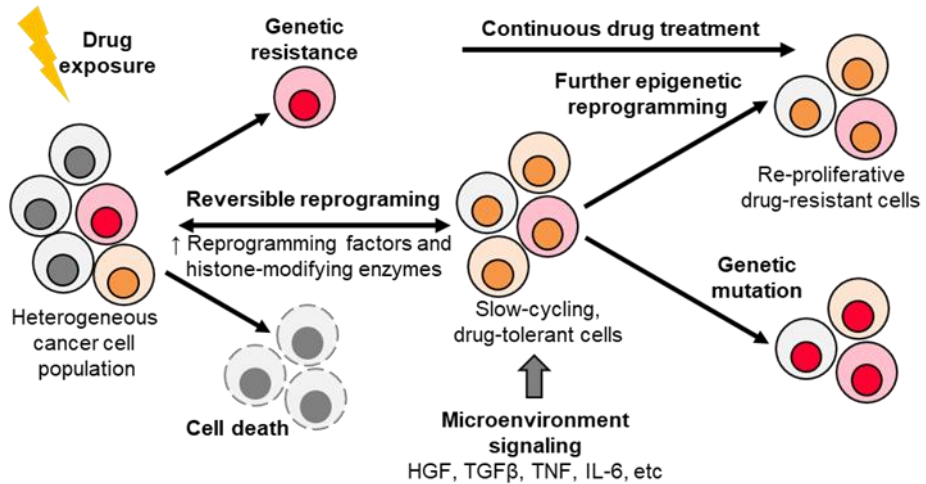 Drug
exposure
Genetic
resistance
Continuous drug treatment
Further epigenetic
reprogramming
Re-proliferative
drug-resistant cells
Reversible reprograming
↑ Reprogramming factors and
histone-modifying enzymes
Heterogeneous
cancer cell
population
Cell death
Slow-cycling,
drug-tolerant cells
Genetic
mutation
Microenvironment
signaling
HGF, TGFβ, TNF, IL-6, etc